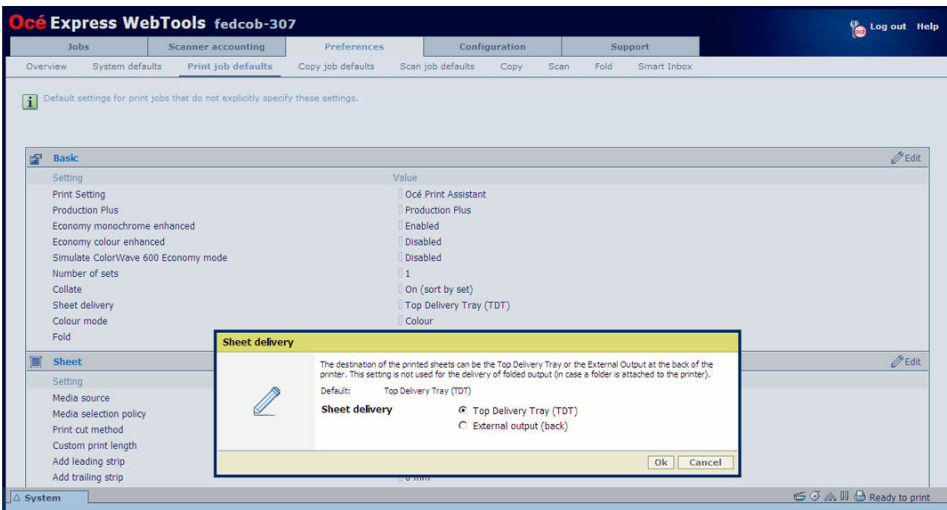 Océ Express WebTools fedcob-307
Log out Help
Jobs Scanner accounting Preferences Configuration Support
Overview System defaults Print job defaults Copy job defaults Scan job defaults Copy Scan Fold Smart Inbox
Default settings for print jobs that do not explicitly specify these settings.
Basic Edit
Setting Value
Print Setting Océ Print Assistant
Production Plus Production Plus
Economy monochrome enhanced Enabled
Economy colour enhanced Disabled
Simulate ColorWave 600 Economy mode Disabled
Number of sets 1
Collate On (sort by set)
Sheet delivery Top Delivery Tray (TDT)
Colour mode Colour
Fold
Sheet delivery
The destination of the printed sheets can be the Top Delivery Tray or the External Output at the back of the
printer. This setting is not used for the delivery of folded output (in case a folder is attached to the printer).
Default: Top Delivery Tray (TDT)
Sheet delivery Top Delivery Tray (TDT)
External output (back)
Ok Cancel
Sheet Edit
Setting
Media source
Media selection policy
Print cut method
Custom print length
Add leading strip
Add trailing strip
System Ready to print